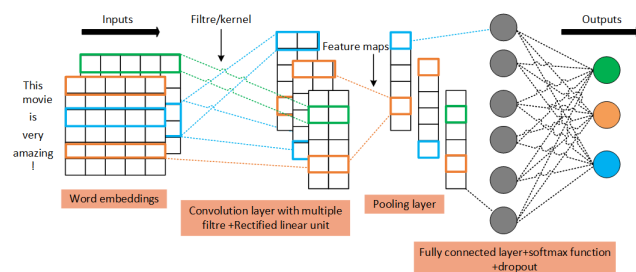 Inputs
Filtre/kernel
Outputs
Feature maps
This
movie
is
very
amazing
!
Word embeddings
Convolution layer with multiple
filtre +Rectified linear unit
Pooling layer
Fully connected layer+softmax function
+dropout